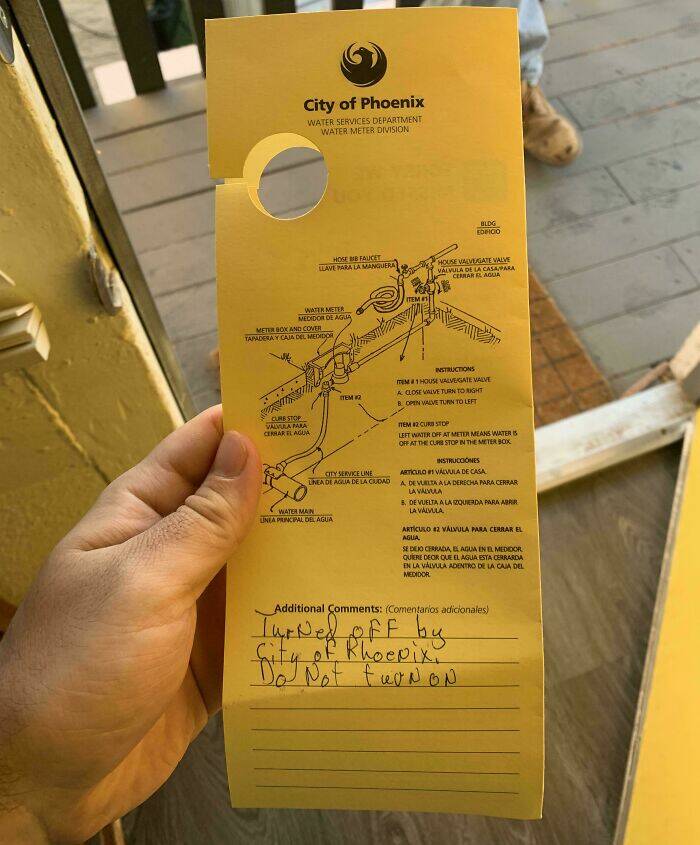 City of Phoenix
WATER SERVICES DEPARTMENT
WATER METER DIVISION
BLDG
EDIFICIO
HOSE BIB FAUCET
LLAVE PARA LA MANGUERA
HOUSE VALVE/GATE VALVE
VÁLVULA DE LA CASA/PARA
CERRAR EL AGUA
ITEM #1
WATER METER
MEDIDOR DE AGUA
METER BOX AND COVER
TAPADERA Y CAJA DEL MEDIDOR
ITEM #2
CURB STOP
VÁLVULA PARA
CERRAR EL AGUA
CITY SERVICE LINE
LÍNEA DE AGUA DE LA CIUDAD
WATER MAIN
LÍNEA PRINCIPAL DEL AGUA
INSTRUCTIONS
ITEM # 1 HOUSE VALVE/GATE VALVE
A. CLOSE VALVE TURN TO RIGHT
B. OPEN VALVE TURN TO LEFT
ITEM #2 CURB STOP
LEFT WATER OFF AT METER MEANS WATER IS
OFF AT THE CURB STOP IN THE METER BOX.
INSTRUCCIÓNES
ARTÍCULO #1 VÁLVULA DE CASA.
A. DE VUELTA A LA DERECHA PARA CERRAR
LA VÁLVULA
B. DE VUELTA A LA IZQUIERDA PARA ABRIR
LA VÁLVULA.
ARTÍCULO #2 VÁLVULA PARA CERRAR EL
AGUA.
SE DEJO CERRADA, EL AGUA EN EL MEDIDOR.
QUIERE DECIR QUE EL AGUA ESTA CERRARDA
EN LA VÁLVULA ADENTRO DE LA CAJA DEL
MEDIDOR.
Additional Comments: (Comentarios adicionales)
Turned off by
City of Phoenix.
Do Not turn on